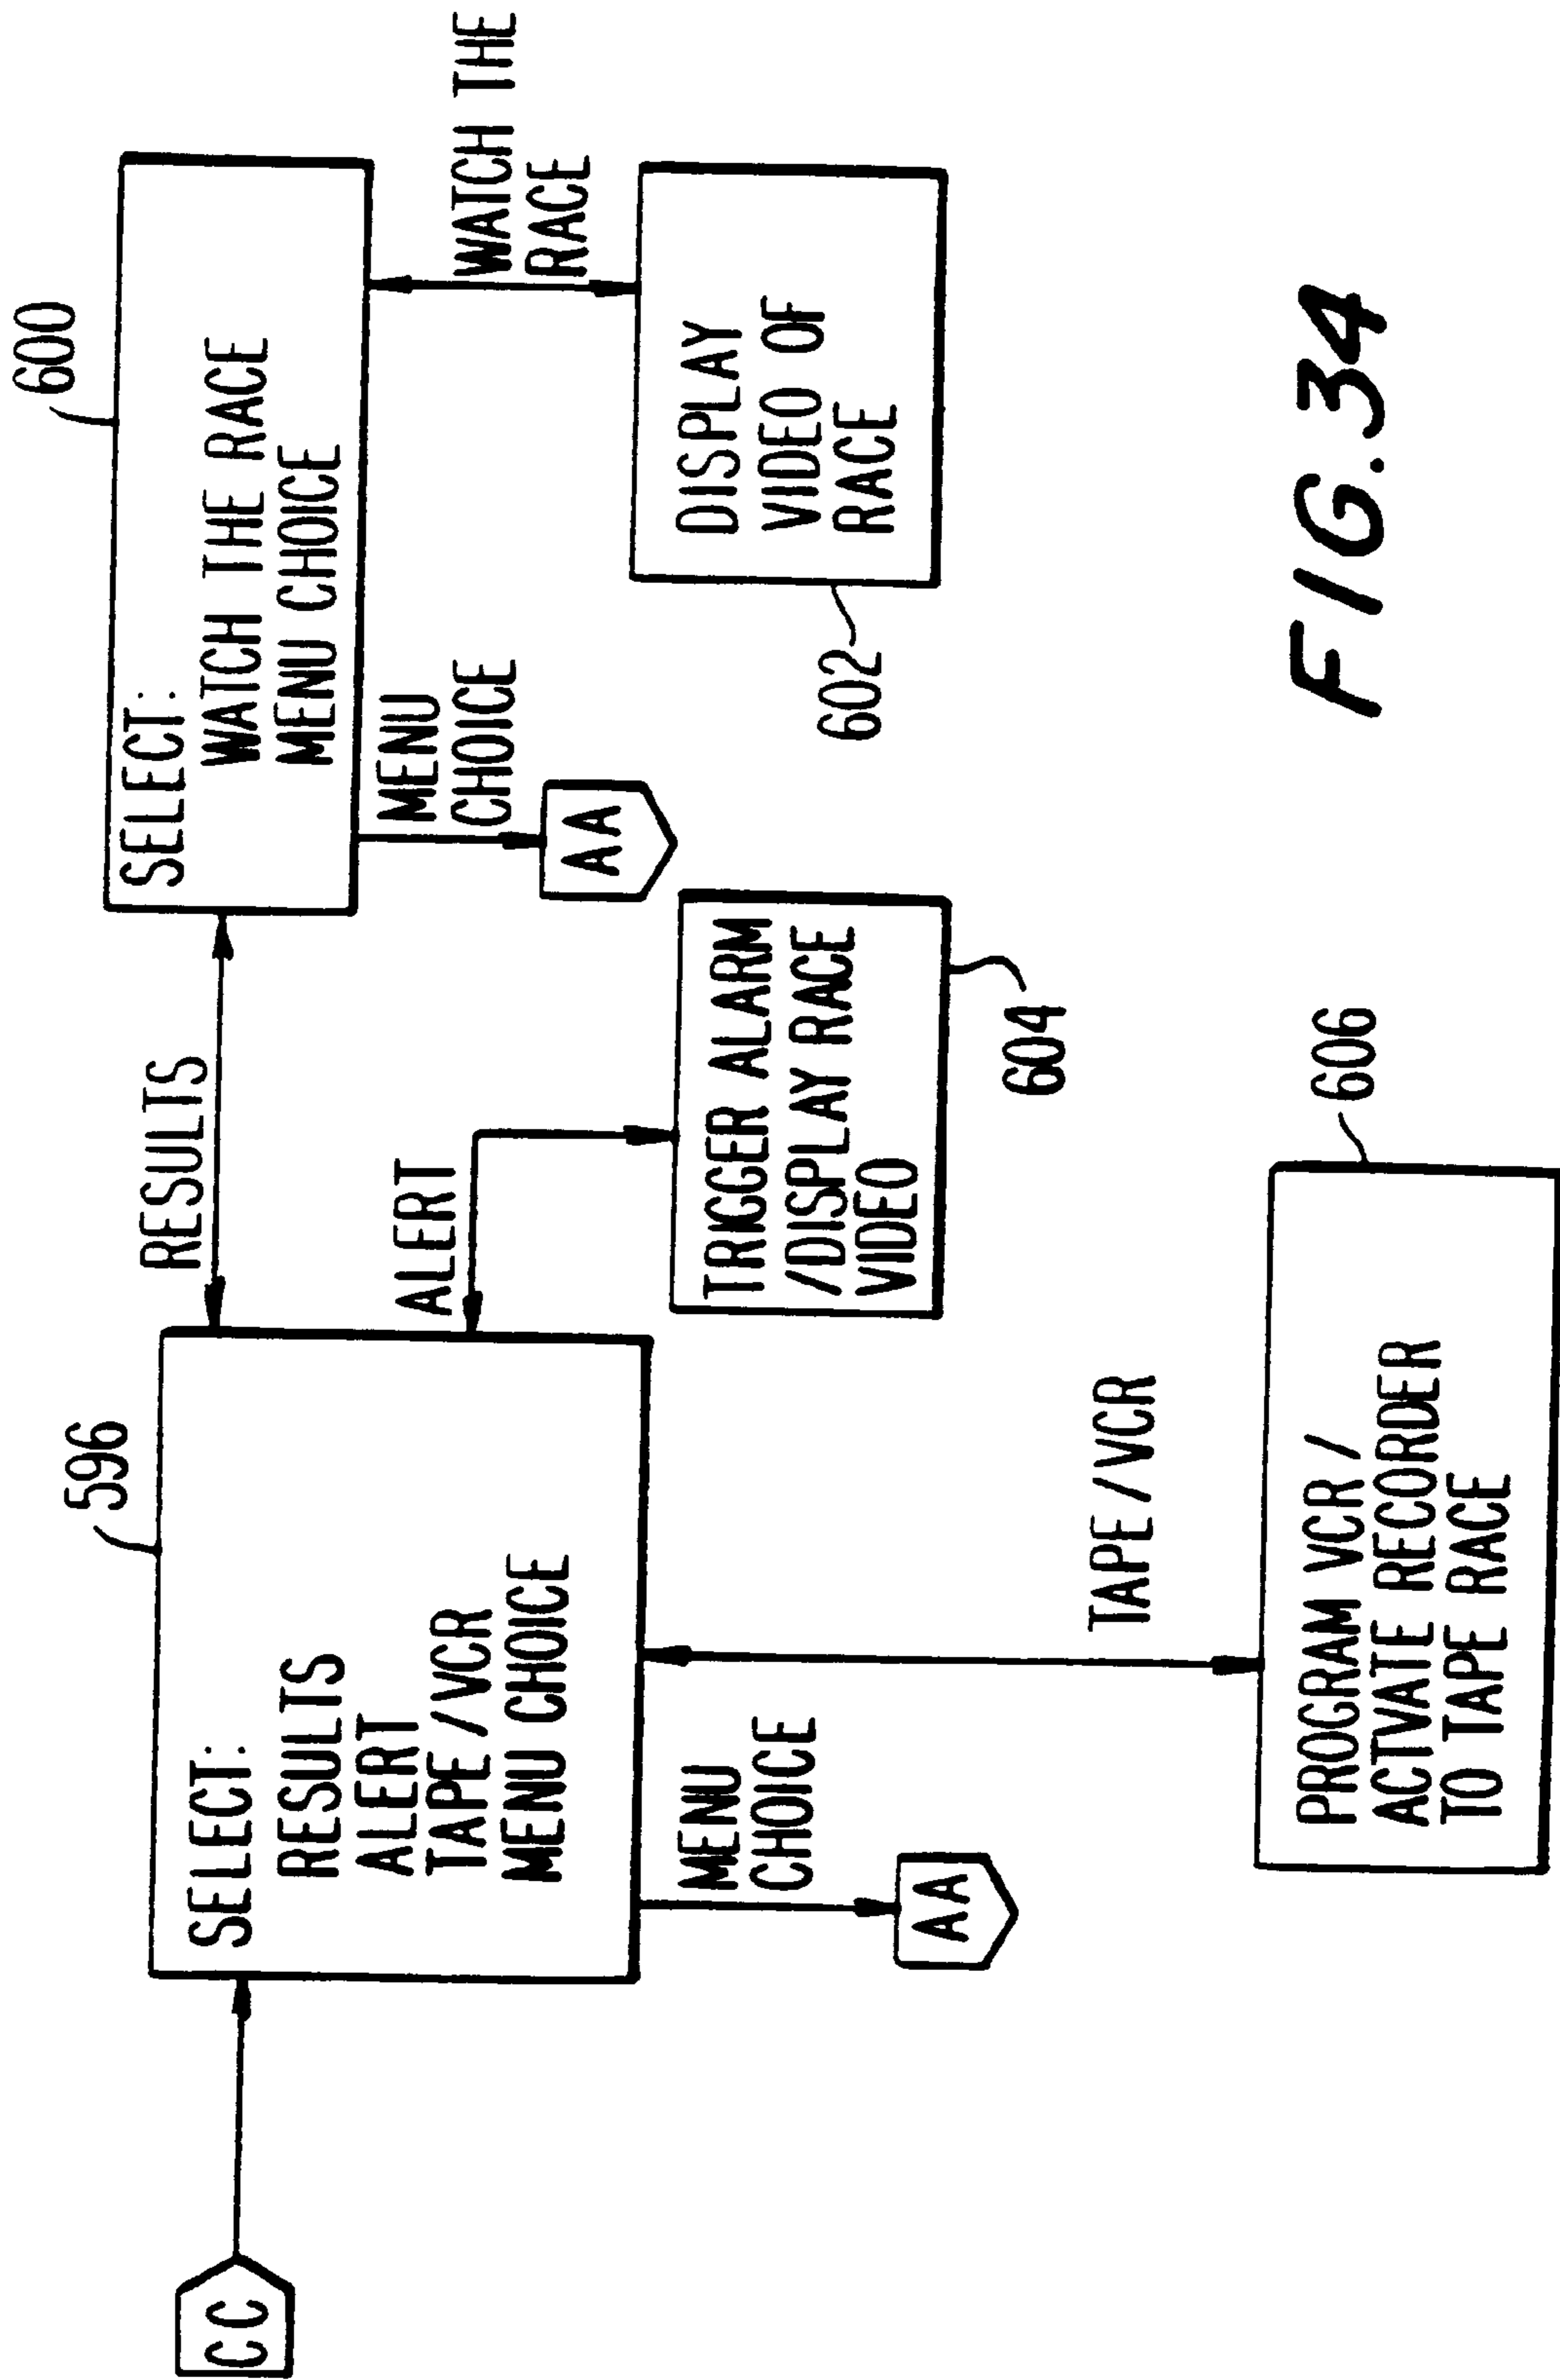 CC
596
SELECT:
RESULTS
ALERT
TAPE/VCR
MENU CHOICE
RESULTS
600
SELECT:
WATCH THE RACE
MENU CHOICE
ALERT
MENU
CHOICE
AA
WATCH THE
RACE
MENU
CHOICE
AA
TRIGGER ALARM
/DISPLAY RACE
VIDEO
604
DISPLAY
VIDEO OF
RACE
602
TAPE/VCR
PROGRAM VCR/
ACTVATE RECORDER
TO TAPE RACE
606
FIG.34